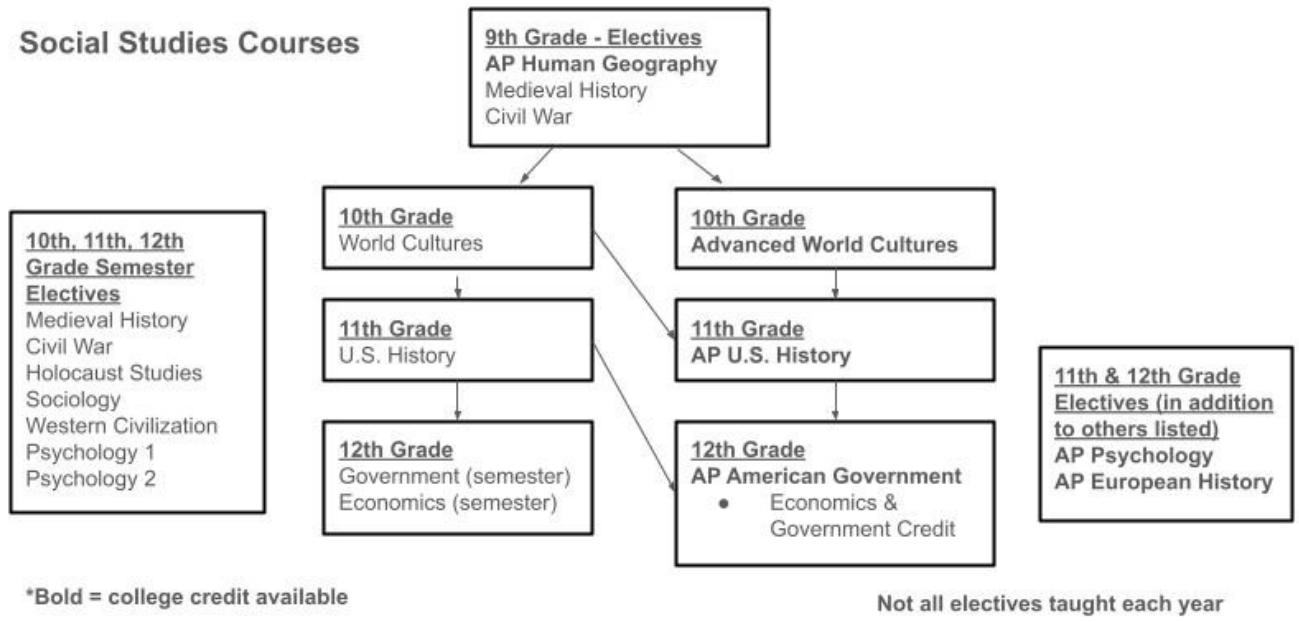 Social Studies Courses
9th Grade - Electives
AP Human Geography
Medieval History
Civil War
10th Grade
World Cultures
10th Grade
Advanced World Cultures
10th, 11th, 12th
Grade Semester
Electives
Medieval History
Civil War
Holocaust Studies
Sociology
Western Civilization
Psychology 1
Psychology 2
11th Grade
U.S. History
11th Grade
AP U.S. History
11th & 12th Grade
Electives (in addition
to others listed)
AP Psychology
AP European History
12th Grade
Government (semester)
Economics (semester)
12th Grade
AP American Government
● Economics &
Government Credit
*Bold = college credit available
Not all electives taught each year